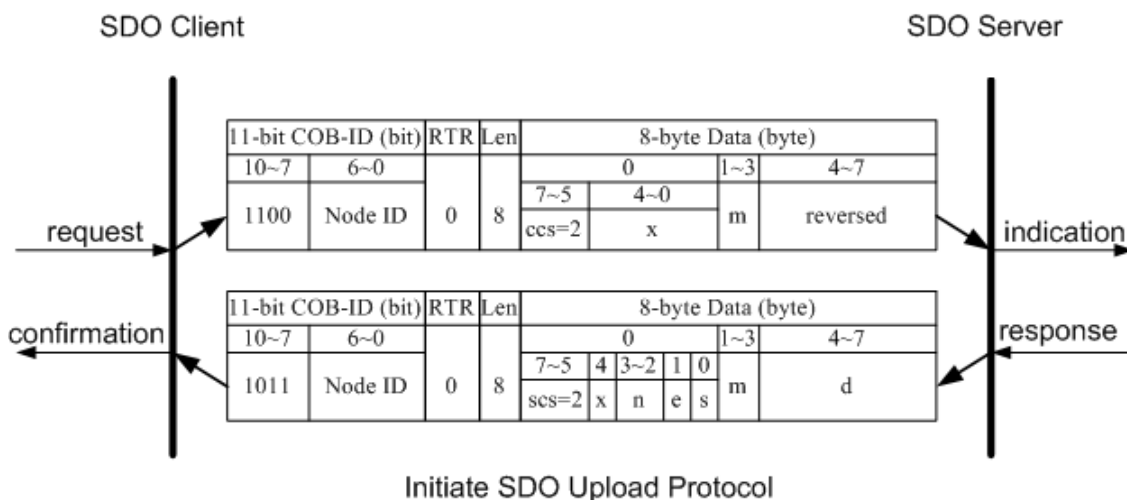 SDO Client
SDO Server
11-bit COB-ID (bit) RTR Len 8-byte Data (byte)
10~7 6~0 0 1~3 4~7
7~5 4~0
1100 Node ID 0 8 m reversed
ccs=2 x
request
indication
11-bit COB-ID (bit) RTR Len 8-byte Data (byte)
10~7 6~0 0 1~3 4~7
7~5 4 3~2 1 0
1011 Node ID 0 8 m d
scs=2 x n e s
confirmation
response
Initiate SDO Upload Protocol